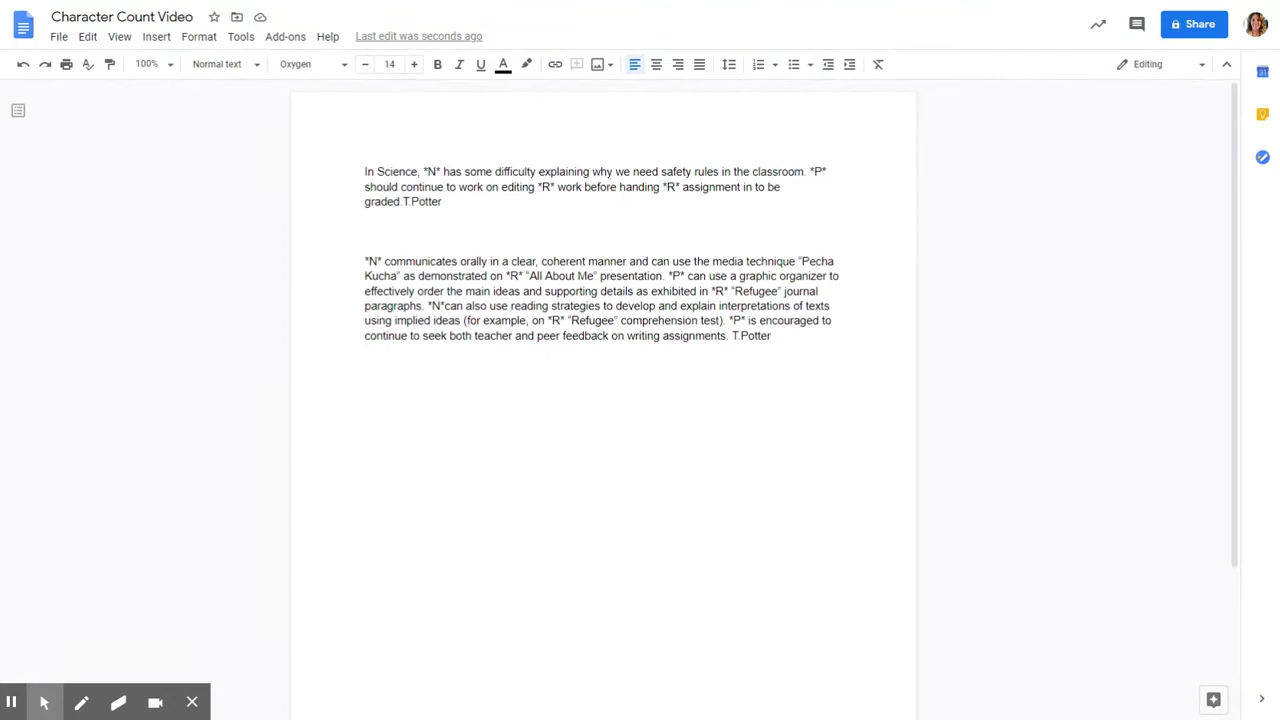 Character Count Video
File Edit View Insert Format Tools Add-ons Help Last edit was seconds ago
Share
100% Normal text Oxygen 14 B I U A Editing
31
In Science, *N* has some difficulty explaining why we need safety rules in the classroom. *P*
should continue to work on editing *R* work before handing *R* assignment in to be
graded.T.Potter
*N* communicates orally in a clear, coherent manner and can use the media technique "Pecha
Kucha" as demonstrated on *R* "All About Me" presentation. *P* can use a graphic organizer to
effectively order the main ideas and supporting details as exhibited in *R* "Refugee" journal
paragraphs. *N*can also use reading strategies to develop and explain interpretations of texts
using implied ideas (for example, on *R* "Refugee" comprehension test). *P* is encouraged to
continue to seek both teacher and peer feedback on writing assignments. T.Potter